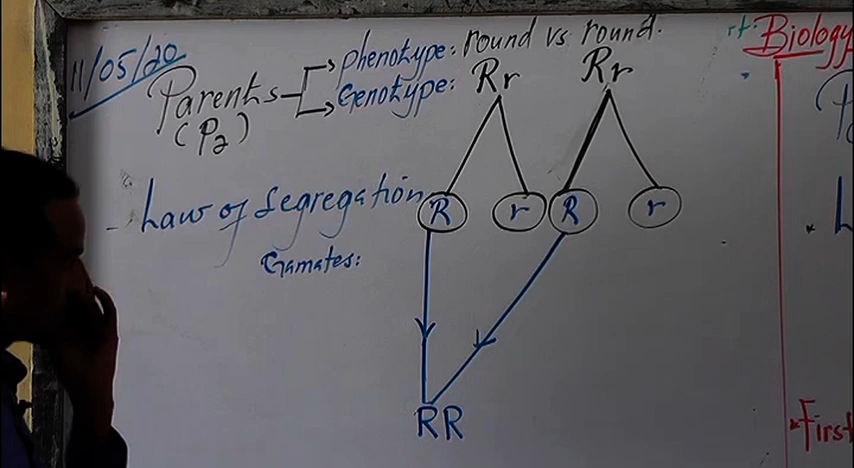 11/05/20
Parents
(P2)
Phenotype: round vs round.
Genotype: Rr Rr
- Law of Segregation
Gamates:
R r R r
RR
rt: Biology
First